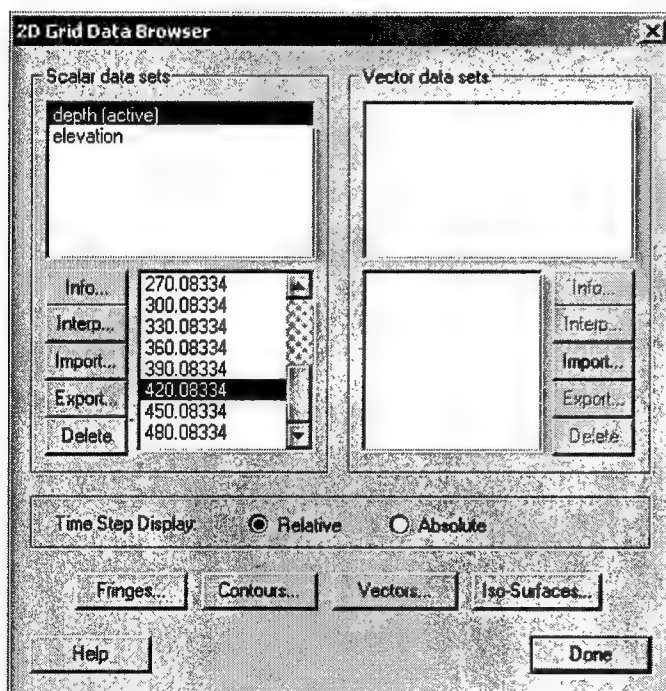 2D Grid Data Browser
Scalar data sets
depth (active)
elevation
Info...
Interp...
Import...
Export...
Delete
270.08334
300.08334
330.08334
360.08334
390.08334
420.08334
450.08334
480.08334
Vector data sets
Info...
Interp...
Import...
Export...
Delete
Time Step Display:
Relative
Absolute
Fringes...
Contours...
Vectors...
Iso-Surfaces...
Help
Done